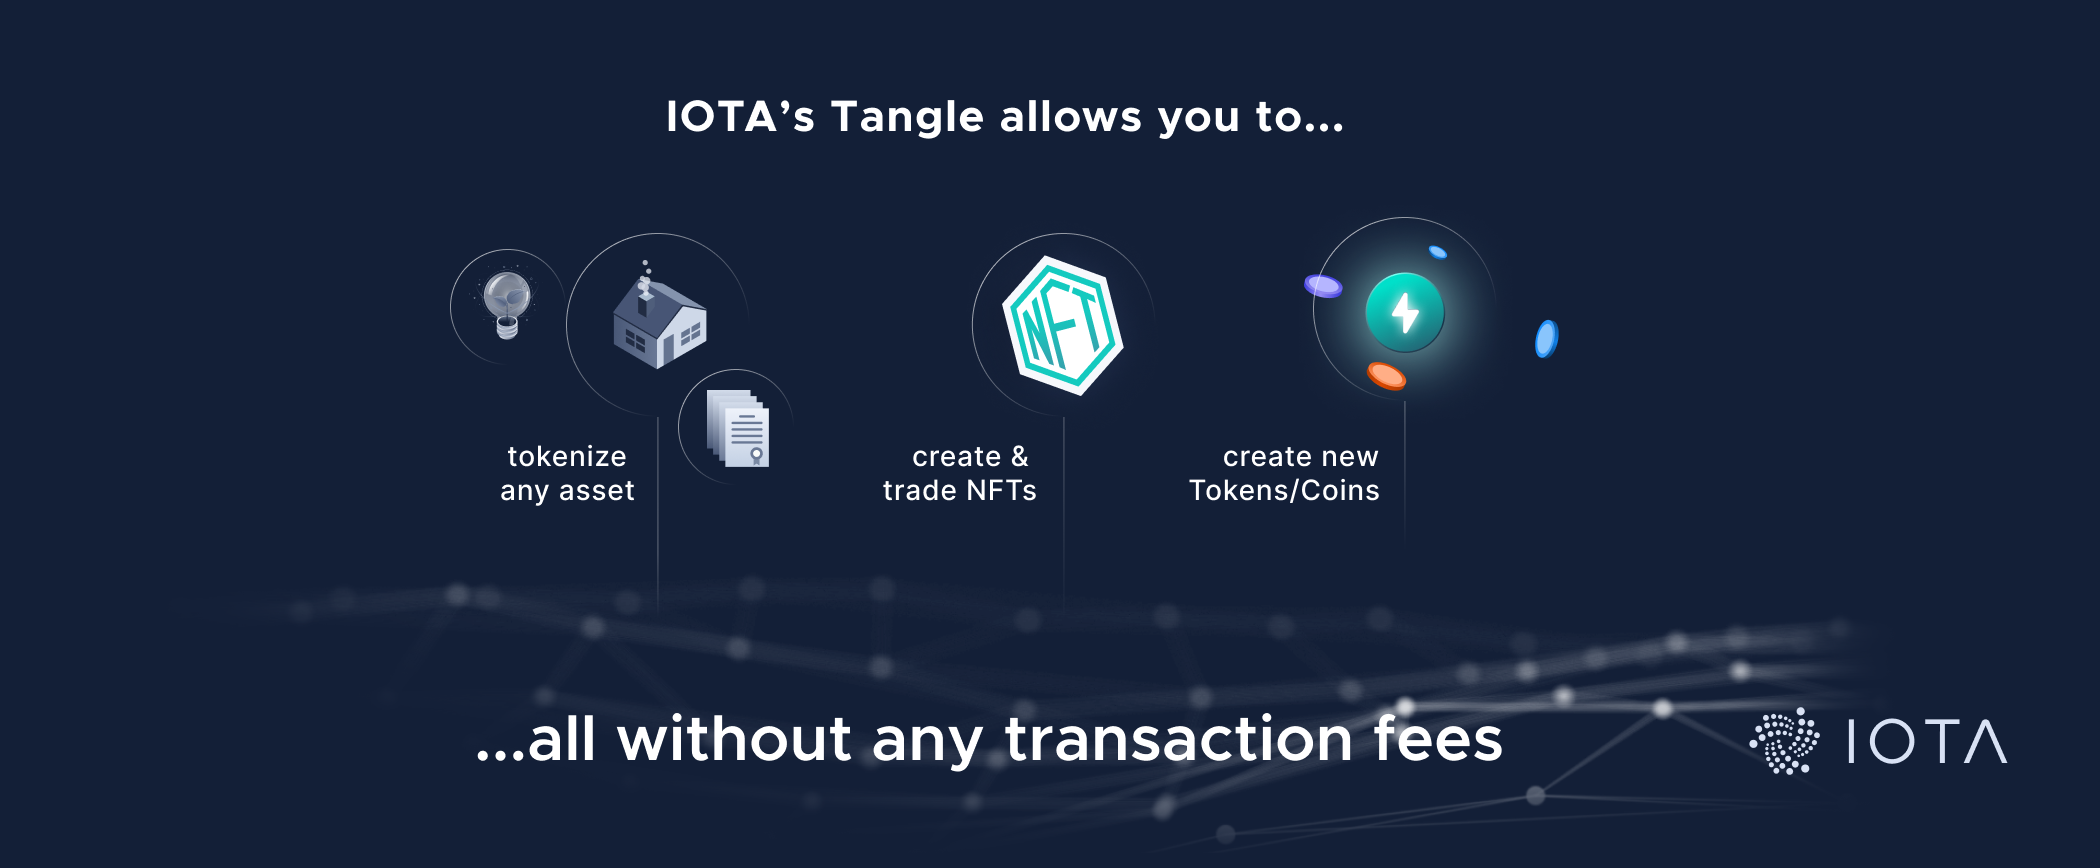 IOTA’s Tangle allows you to...
NFT
tokenize
any asset
create &
trade NFTs
create new
Tokens/Coins
...all without any transaction fees
IOTA